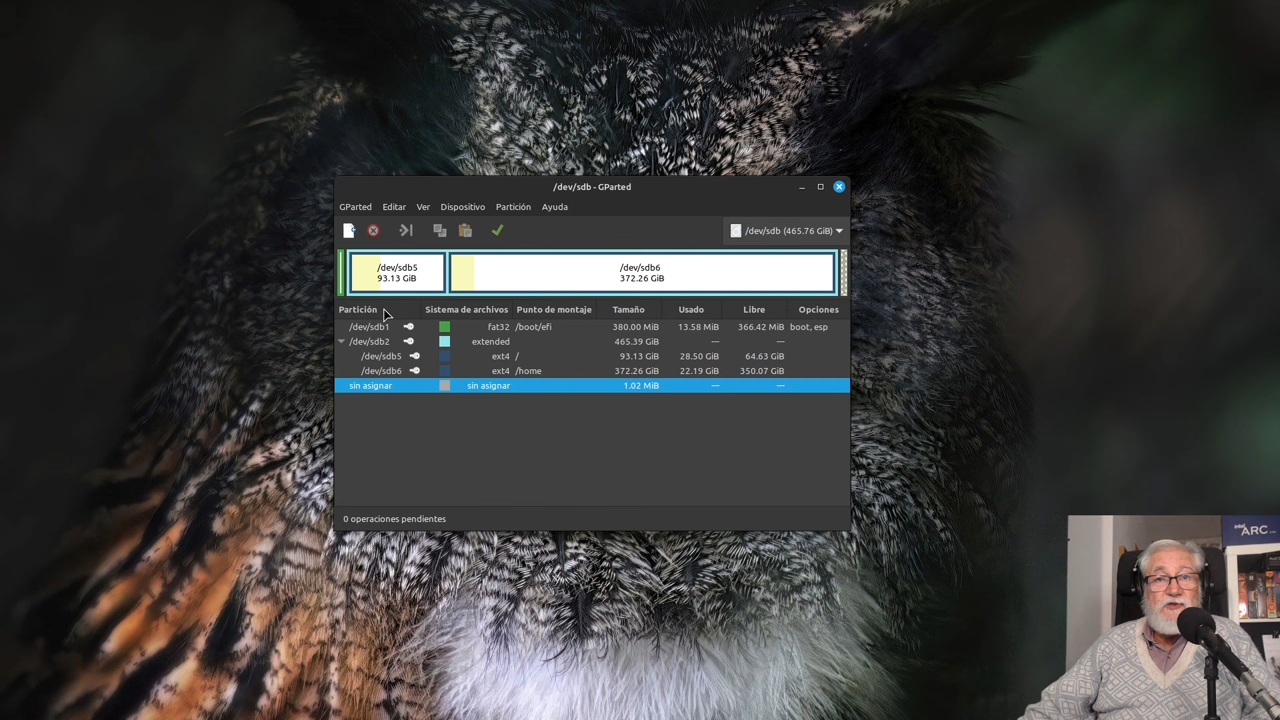 /dev/sdb - GParted
GParted Editar Ver Dispositivo Partición Ayuda
/dev/sdb (465.76 GiB)
/dev/sdb5
93.13 GiB
/dev/sdb6
372.26 GiB
Partición Sistema de archivos Punto de montaje Tamaño Usado Libre Opciones
/dev/sdb1 fat32 /boot/efi 380.00 MiB 13.58 MiB 366.42 MiB boot, esp
/dev/sdb2 extended 465.39 GiB --- ---
/dev/sdb5 ext4 / 93.13 GiB 28.50 GiB 64.63 GiB
/dev/sdb6 ext4 /home 372.26 GiB 22.19 GiB 350.07 GiB
sin asignar sin asignar 1.02 MiB --- ---
0 operaciones pendientes
intel
ARC